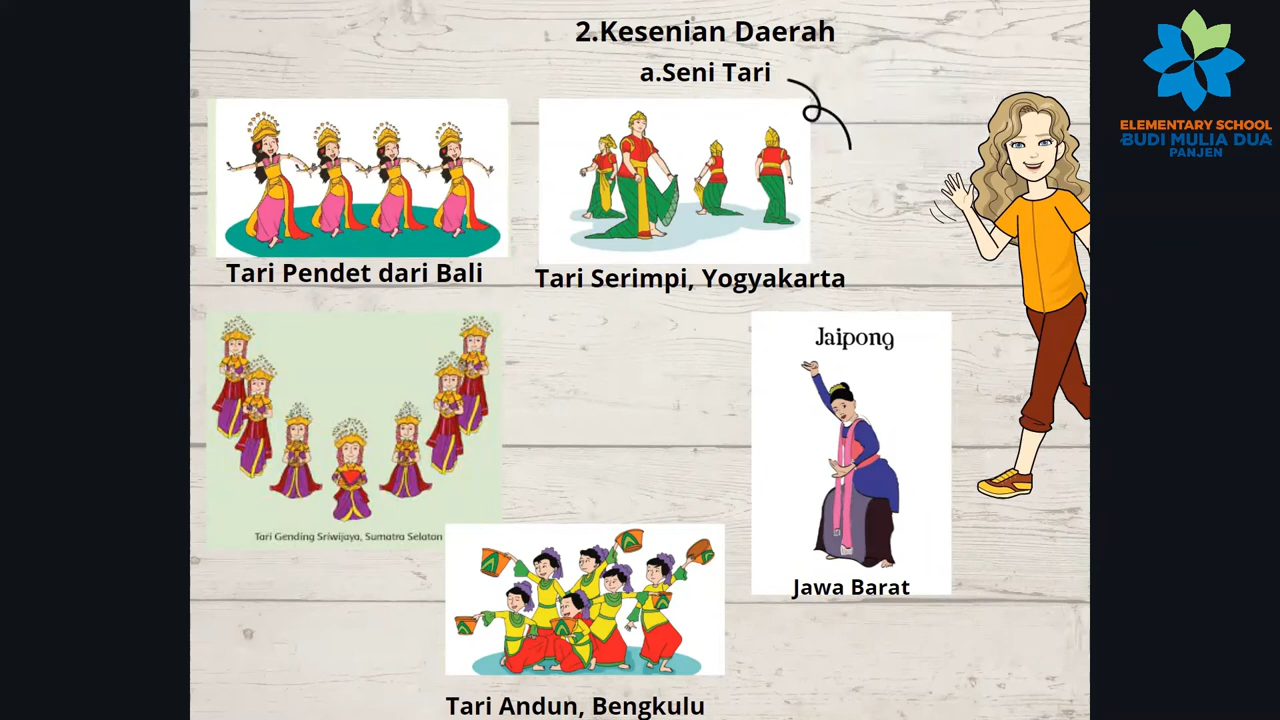 2.Kesenian Daerah
a.Seni Tari
ELEMENTARY SCHOOL
BUDI MULIA DUA
PANJEN
Tari Pendet dari Bali
Tari Serimpi, Yogyakarta
Jaipong
Tari Gending Sriwijaya, Sumatra Selatan
Jawa Barat
Tari Andun, Bengkulu